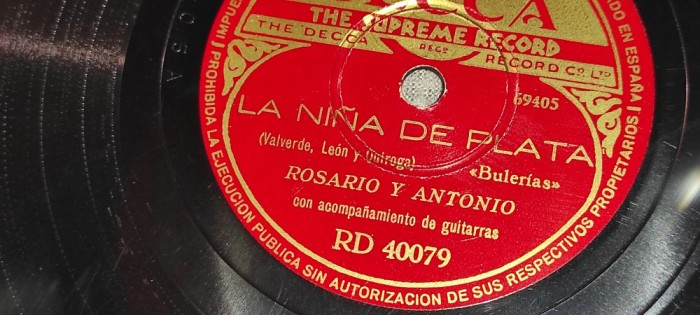 THE SUPREME RECORD
THE DECCA REGD RECORD CO. LTD
69405
LA NIÑA DE PLATA
(Valverde, León y Quiroga)
«Bulerías»
ROSARIO Y ANTONIO
con acompañamiento de guitarras
RD 40079
PROHIBIDA LA EJECUCION PUBLICA SIN AUTORIZACION DE SUS RESPECTIVOS PROPIETARIOS
EN ESPAÑA